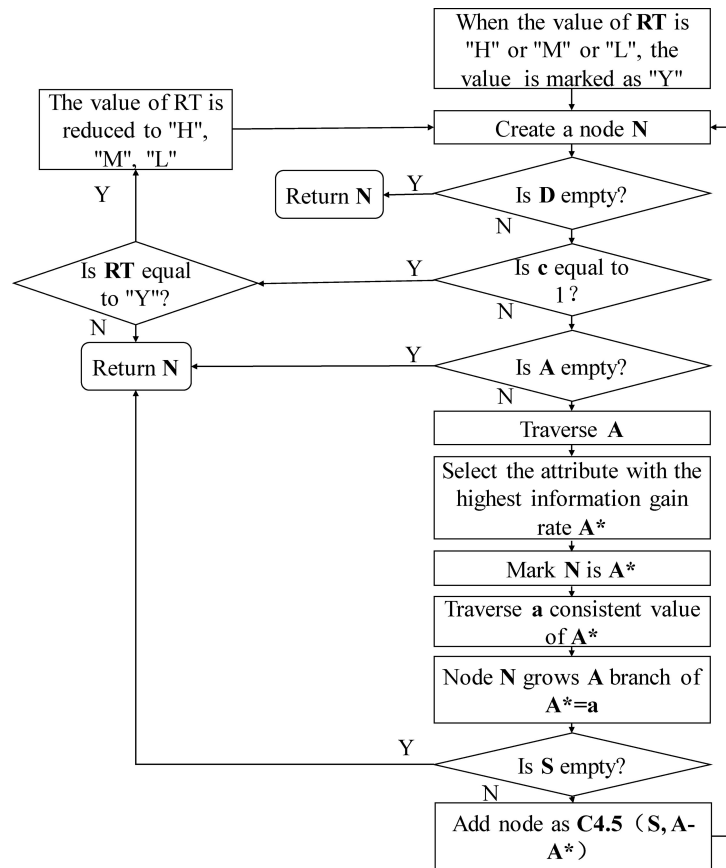 When the value of RT is
"H" or "M" or "L", the
value is marked as "Y"
The value of RT is
reduced to "H",
"M", "L"
Create a node N
Y
Return N
Y
Is D empty?
N
Is RT equal
to "Y"?
Y
Is c equal to
1？
N
N
Return N
Y
Is A empty?
N
Traverse A
Select the attribute with the
highest information gain
rate A*
Mark N is A*
Traverse a consistent value
of A*
Node N grows A branch of
A*=a
Y
Is S empty?
N
Add node as C4.5（S, A-
A*）